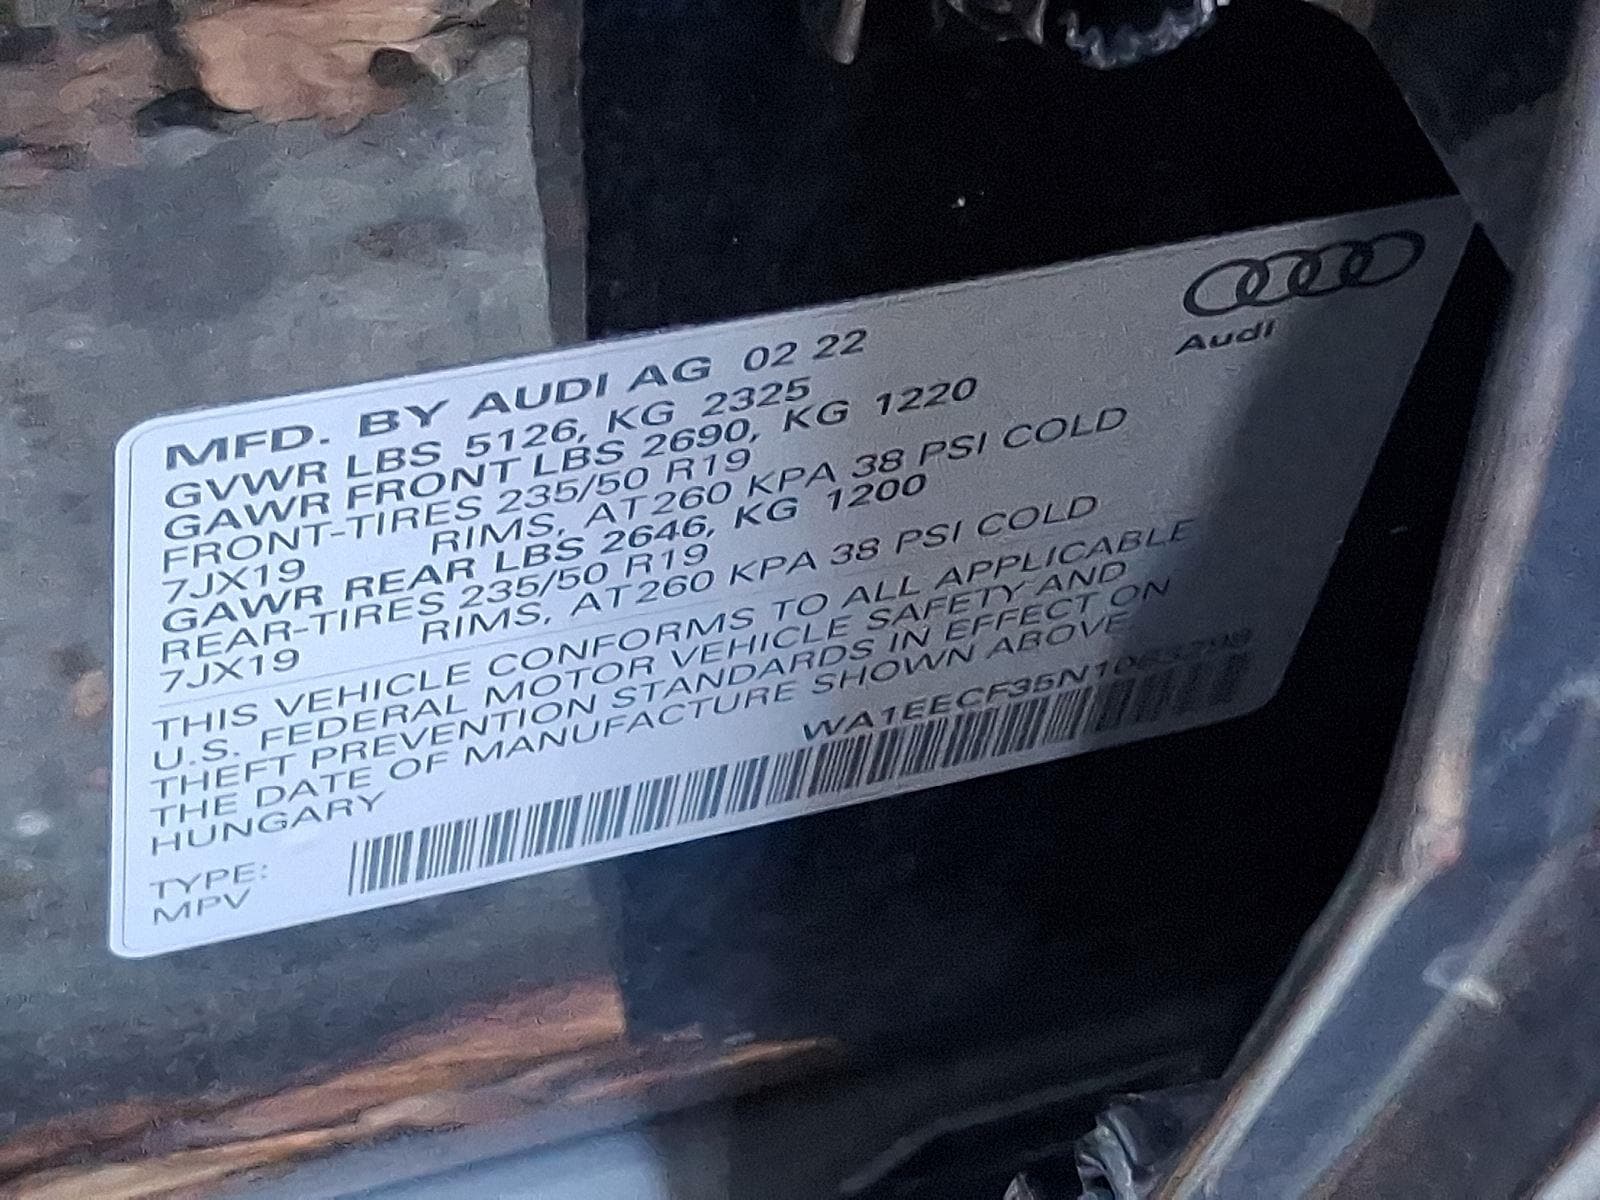 Audi
MFD. BY AUDI AG 02 22
GVWR LBS 5126, KG 2325
GAWR FRONT LBS 2690, KG 1220
FRONT-TIRES 235/50 R19
7JX19 RIMS, AT260 KPA 38 PSI COLD
GAWR REAR LBS 2646, KG 1200
REAR-TIRES 235/50 R19
7JX19 RIMS, AT260 KPA 38 PSI COLD
THIS VEHICLE CONFORMS TO ALL APPLICABLE
U.S. FEDERAL MOTOR VEHICLE SAFETY AND
THEFT PREVENTION STANDARDS IN EFFECT ON
THE DATE OF MANUFACTURE SHOWN ABOVE
HUNGARY
TYPE:
MPV